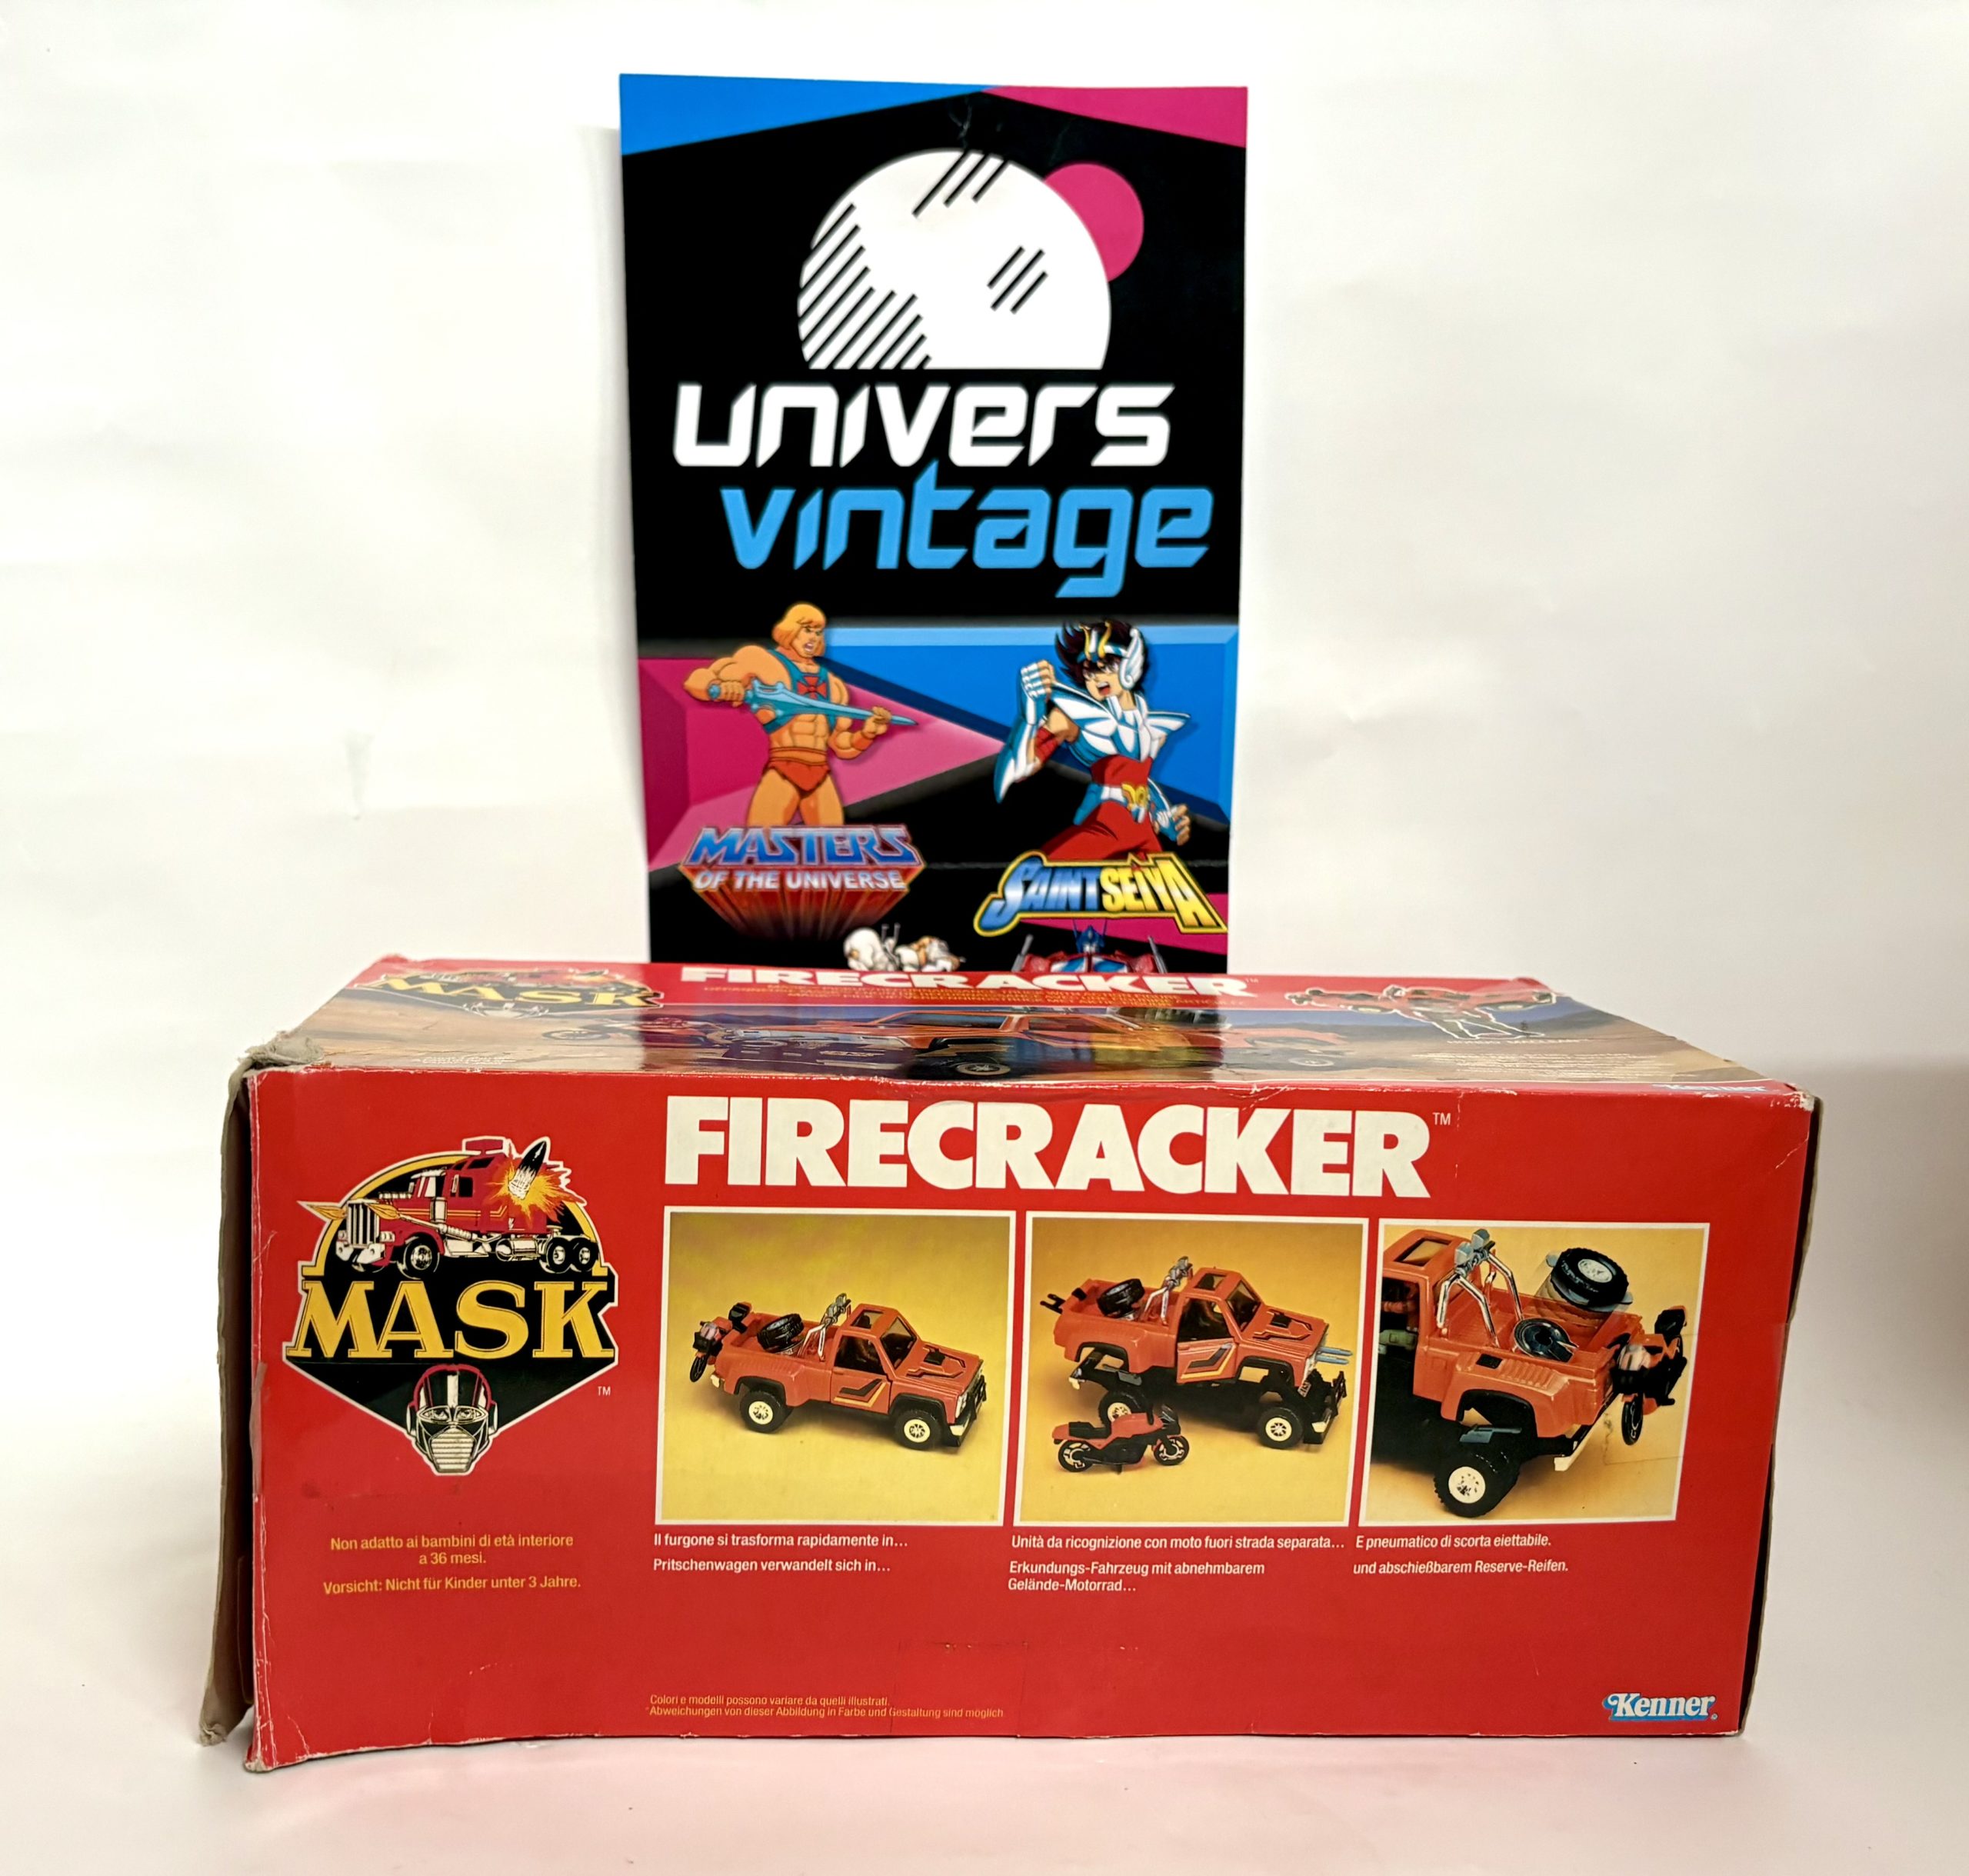 univers
vintage
MASTERS
OF THE UNIVERSE
SAINT SEIYA
MASK
FIRECRACKER
Kenner
FIRECRACKER™
MASK
™
Il furgone si trasforma rapidamente in...
Pritschenwagen verwandelt sich in...
Unità da ricognizione con moto fuori strada separata...
Erkundungs-Fahrzeug mit abnehmbarem
Gelände-Motorrad...
E pneumatico di scorta eiettabile.
und abschießbarem Reserve-Reifen.
Non adatto ai bambini di età interiore
a 36 mesi.
Vorsicht: Nicht für Kinder unter 3 Jahre.
Colori e modelli possono variare da quelli illustrati.
Abweichungen von dieser Abbildung in Farbe und Gestaltung sind möglich
Kenner